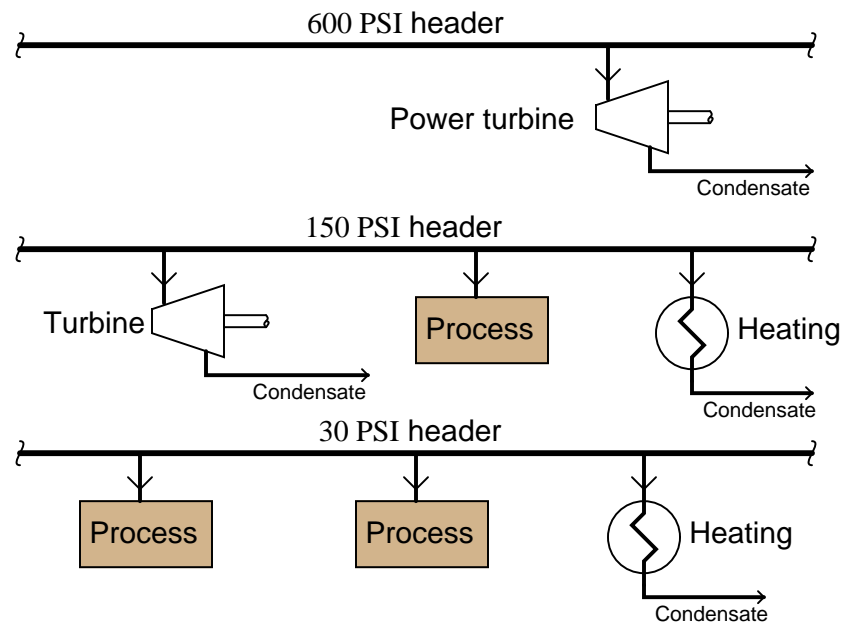 600 PSI header
Power turbine
Condensate
150 PSI header
Turbine
Process
Heating
Condensate
Condensate
30 PSI header
Process
Process
Heating
Condensate